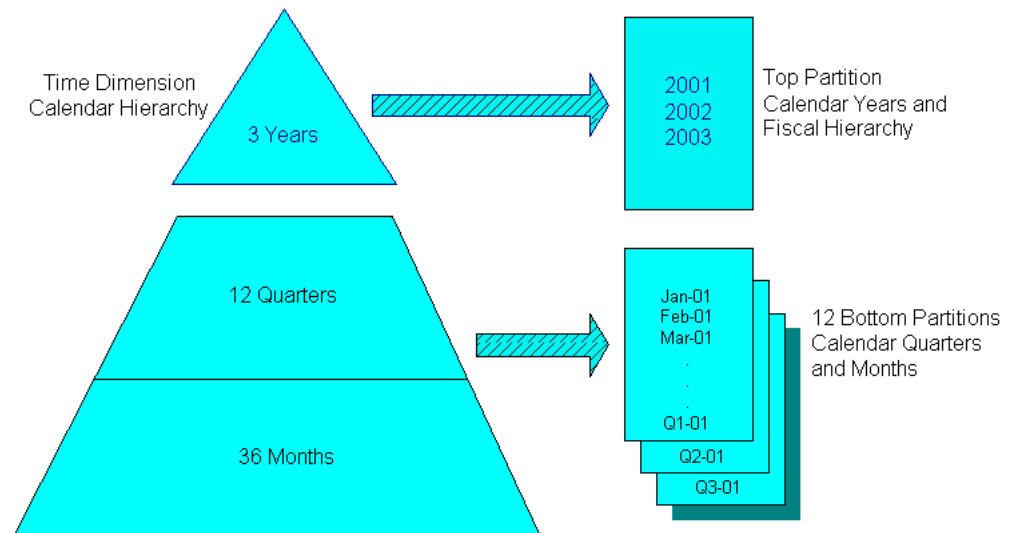 Time Dimension
Calendar Hierarchy
3 Years
2001
2002
2003
Top Partition
Calendar Years and
Fiscal Hierarchy
12 Quarters
36 Months
Jan-01
Feb-01
Mar-01
.
.
.
Q1-01
Q2-01
Q3-01
12 Bottom Partitions
Calendar Quarters
and Months